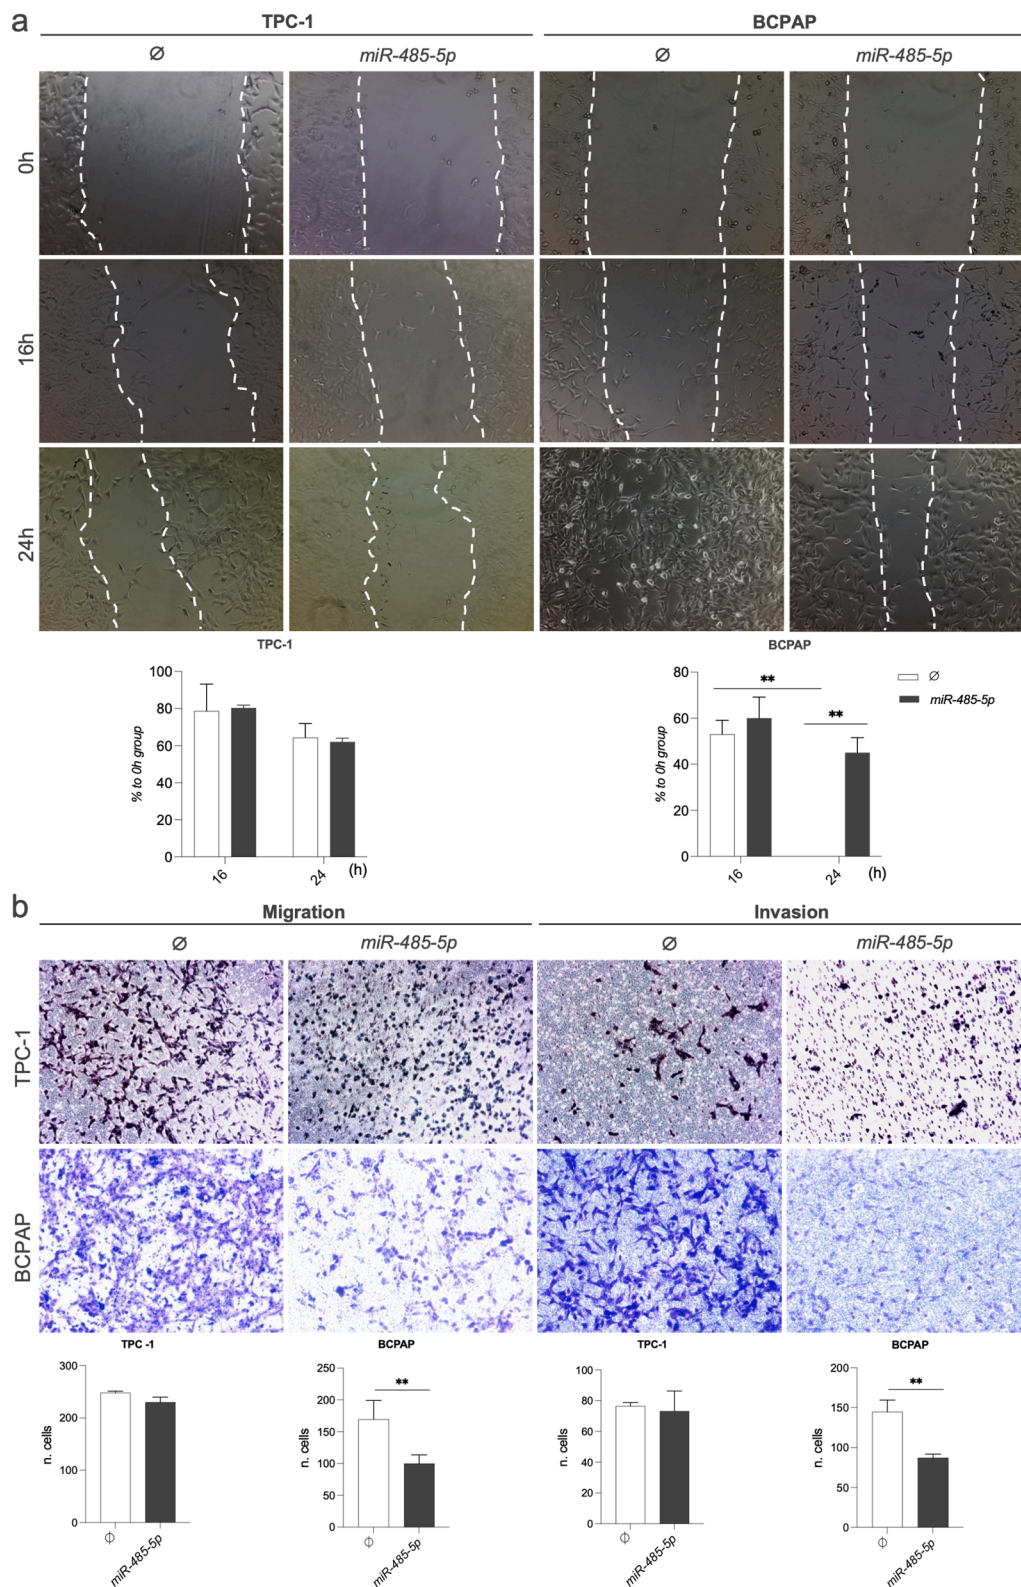 a
TPC-1
BCPAP
Ø
miR-485-5p
Ø
miR-485-5p
0h
16h
24h
TPC-1
100
80
60
40
20
0
% to 0h group
16
24
(h)
BCPAP
80
60
40
20
0
% to 0h group
**
**
16
24
(h)
Ø
miR-485-5p
b
Migration
Invasion
Ø
miR-485-5p
Ø
miR-485-5p
TPC-1
BCPAP
TPC -1
300
200
100
0
n. cells
Ø
miR-485-5p
BCPAP
200
150
100
50
0
n. cells
**
Ø
miR-485-5p
TPC-1
100
80
60
40
20
0
n. cells
Ø
miR-485-5p
BCPAP
200
150
100
50
0
n. cells
**
Ø
miR-485-5p